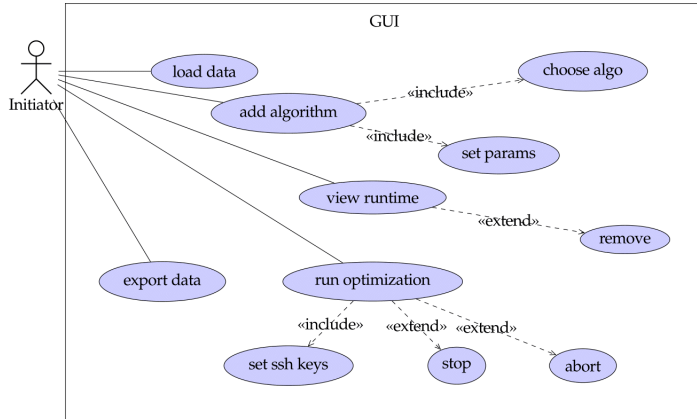 GUI
load data
choose algo
Initiator
«include»
add algorithm
«include»
set params
view runtime
«extend»
remove
export data
run optimization
«include»
«extend»
«extend»
set ssh keys
stop
abort